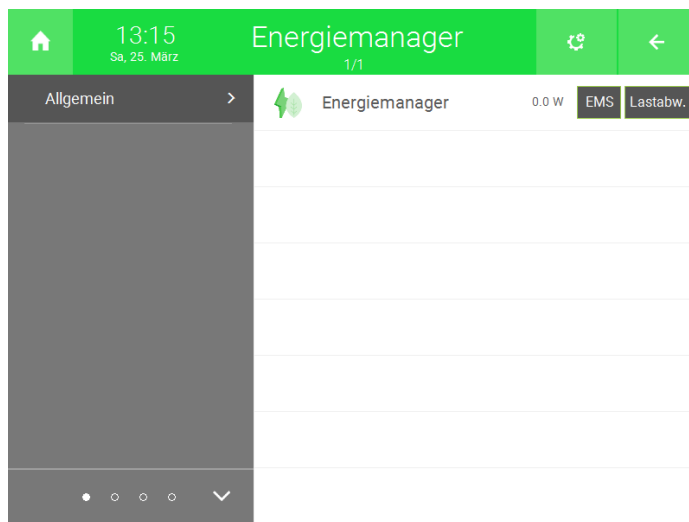 13:15
Sa, 25. März
Energiemanager
1/1
Allgemein
Energiemanager 0.0 W EMS Lastabw.